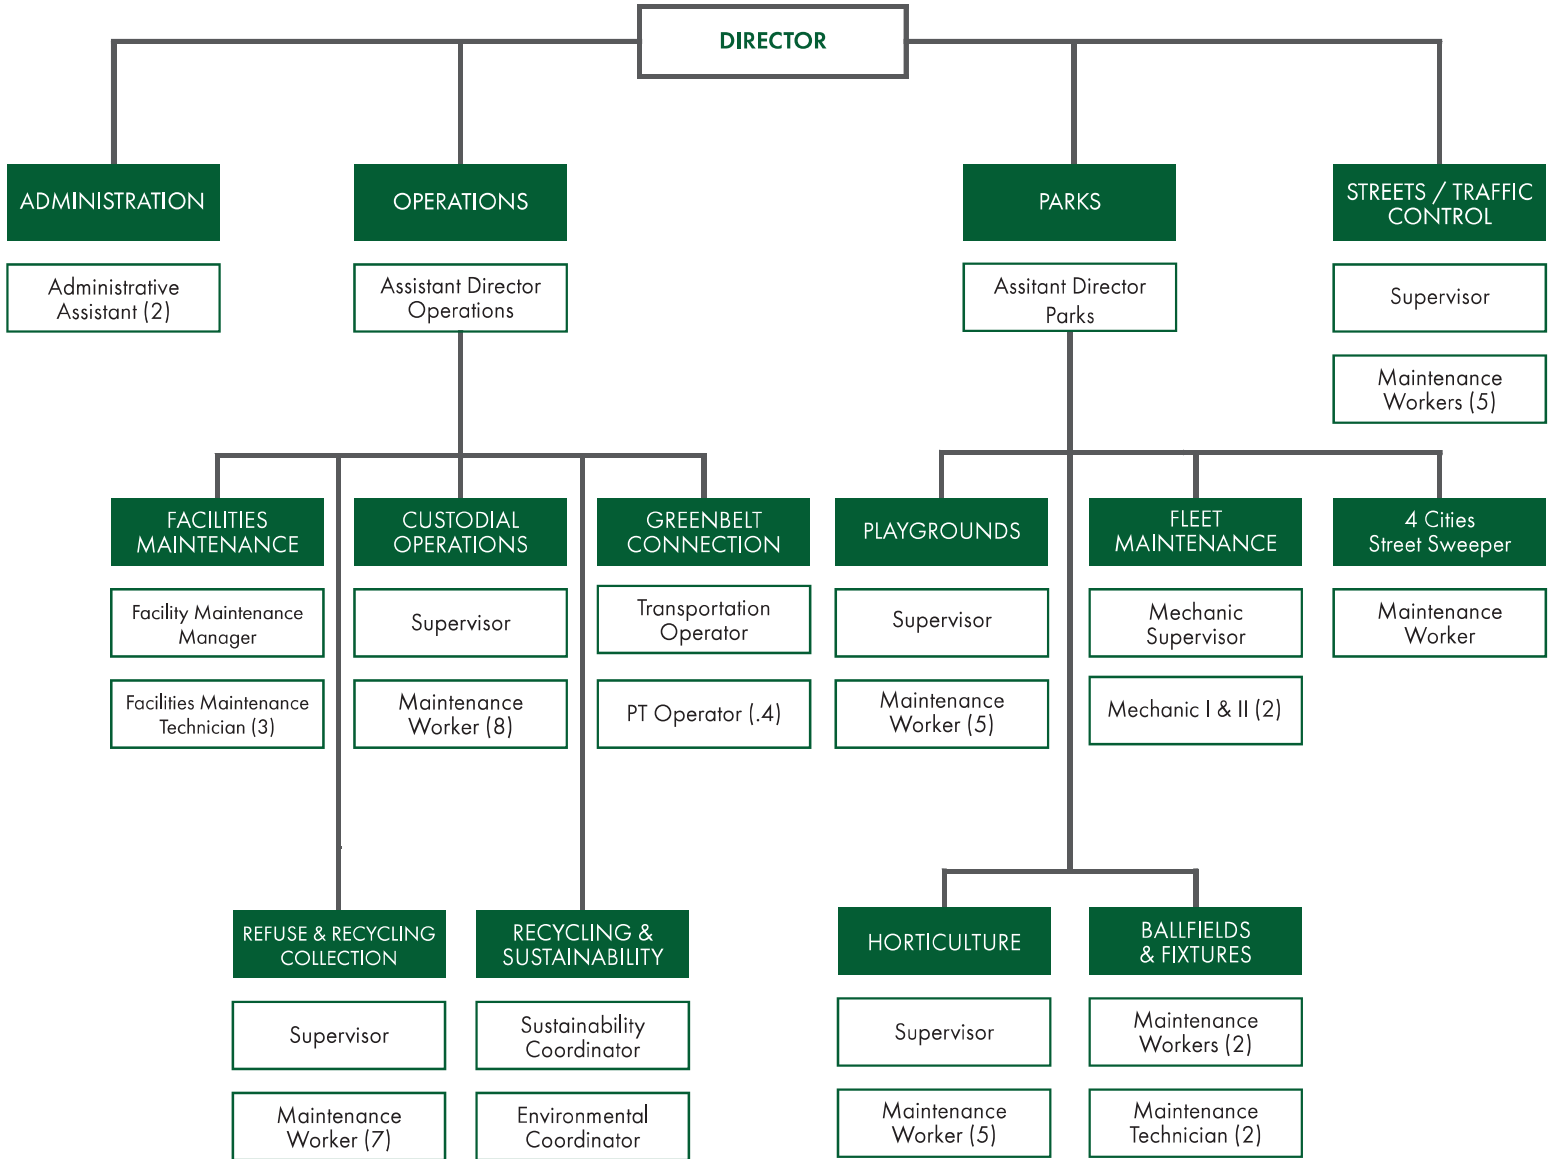 DIRECTOR
ADMINISTRATION
Administrative
Assistant (2)
OPERATIONS
Assistant Director
Operations
PARKS
Assitant Director
Parks
STREETS / TRAFFIC
CONTROL
Supervisor
Maintenance
Workers (5)
FACILITIES
MAINTENANCE
Facility Maintenance
Manager
Facilities Maintenance
Technician (3)
CUSTODIAL
OPERATIONS
Supervisor
Maintenance
Worker (8)
GREENBELT
CONNECTION
Transportation
Operator
PT Operator (.4)
PLAYGROUNDS
Supervisor
Maintenance
Worker (5)
FLEET
MAINTENANCE
Mechanic
Supervisor
Mechanic I & II (2)
4 Cities
Street Sweeper
Maintenance
Worker
REFUSE & RECYCLING
COLLECTION
Supervisor
Maintenance
Worker (7)
RECYCLING &
SUSTAINABILITY
Sustainability
Coordinator
Environmental
Coordinator
HORTICULTURE
Supervisor
Maintenance
Worker (5)
BALLFIELDS
& FIXTURES
Maintenance
Workers (2)
Maintenance
Technician (2)